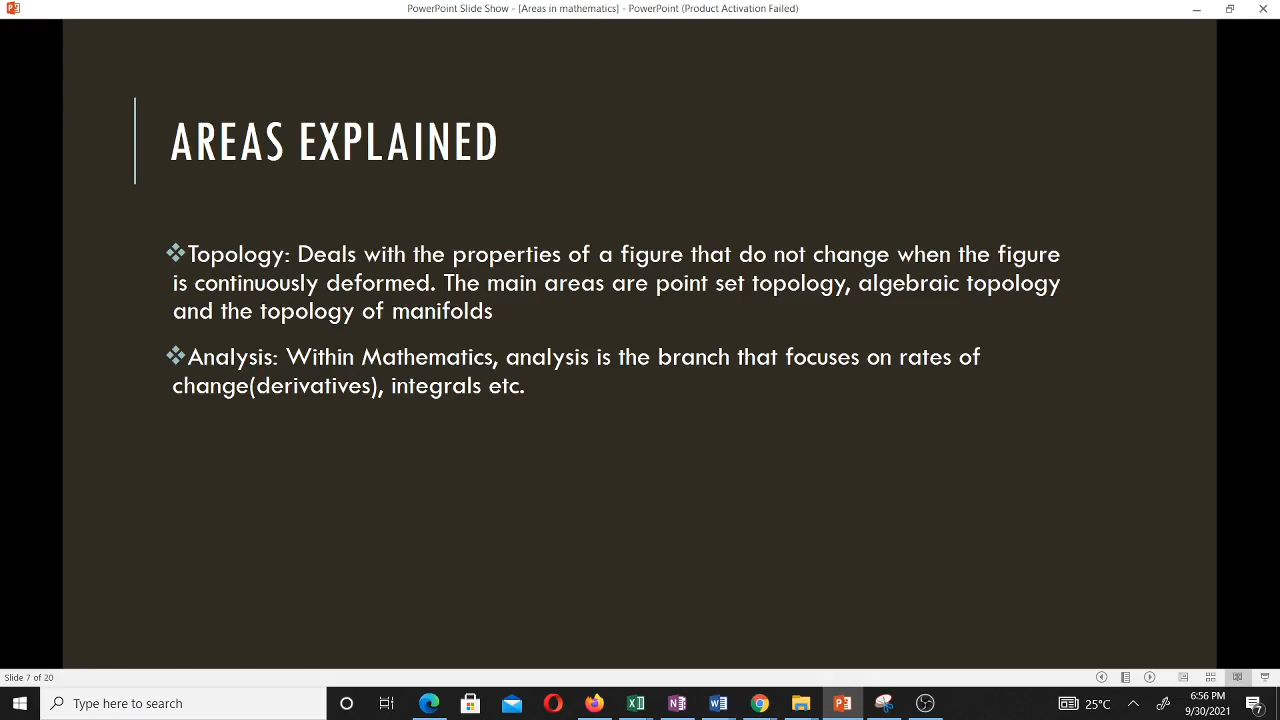 PowerPoint Slide Show - [Areas in mathematics] - PowerPoint (Product Activation Failed)
AREAS EXPLAINED
❖Topology: Deals with the properties of a figure that do not change when the figure
is continuously deformed. The main areas are point set topology, algebraic topology
and the topology of manifolds
❖Analysis: Within Mathematics, analysis is the branch that focuses on rates of
change(derivatives), integrals etc.
Slide 7 of 20
Type here to search
25°C
6:56 PM
9/30/2021
7